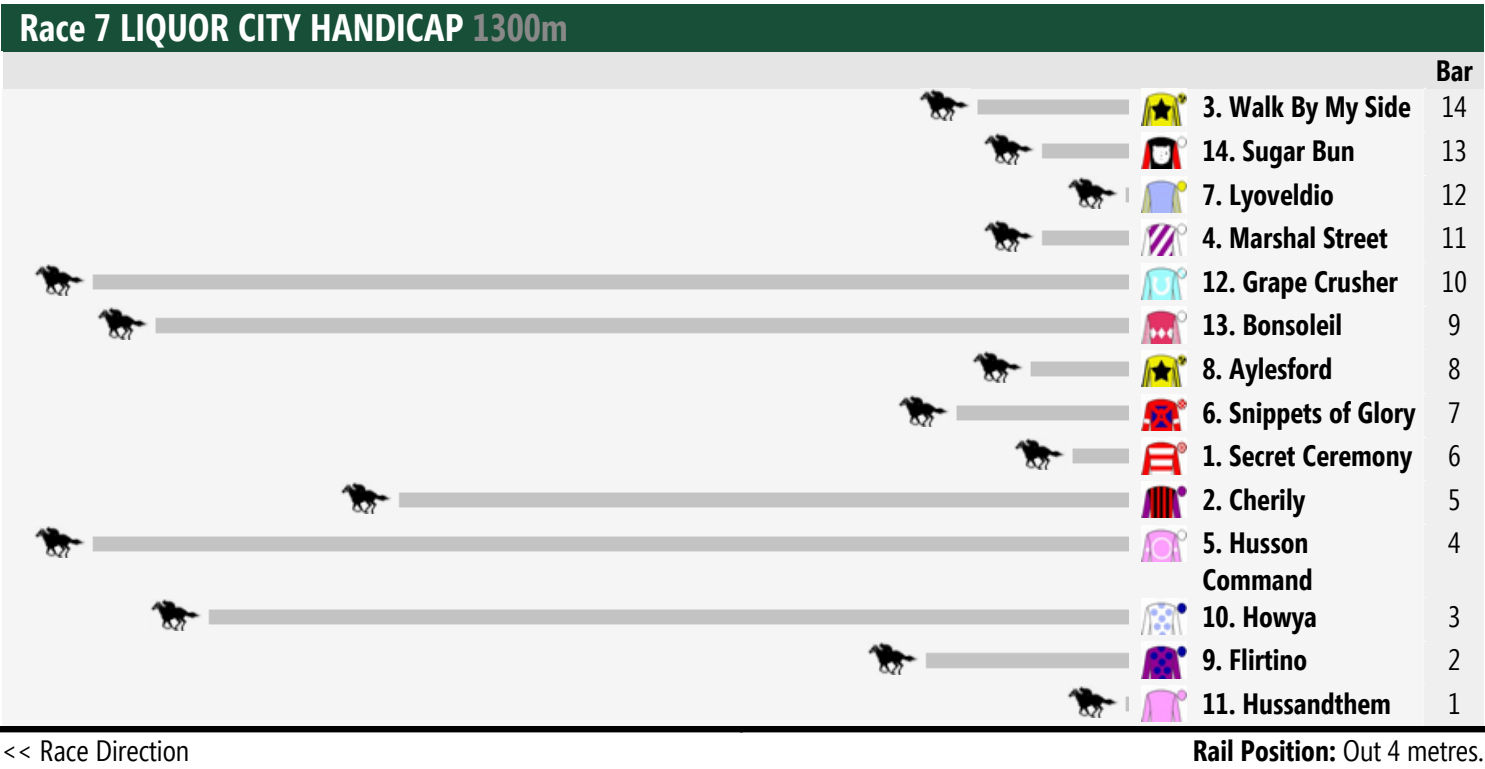 Race 7 LIQUOR CITY HANDICAP 1300m
Bar
3. Walk By My Side 14
14. Sugar Bun 13
7. Lyoveldio 12
4. Marshal Street 11
12. Grape Crusher 10
13. Bonsoleil 9
8. Aylesford 8
6. Snippets of Glory 7
1. Secret Ceremony 6
2. Cherily 5
5. Husson 4
Command
10. Howya 3
9. Flirtino 2
11. Hussandthem 1
<< Race Direction Rail Position: Out 4 metres.